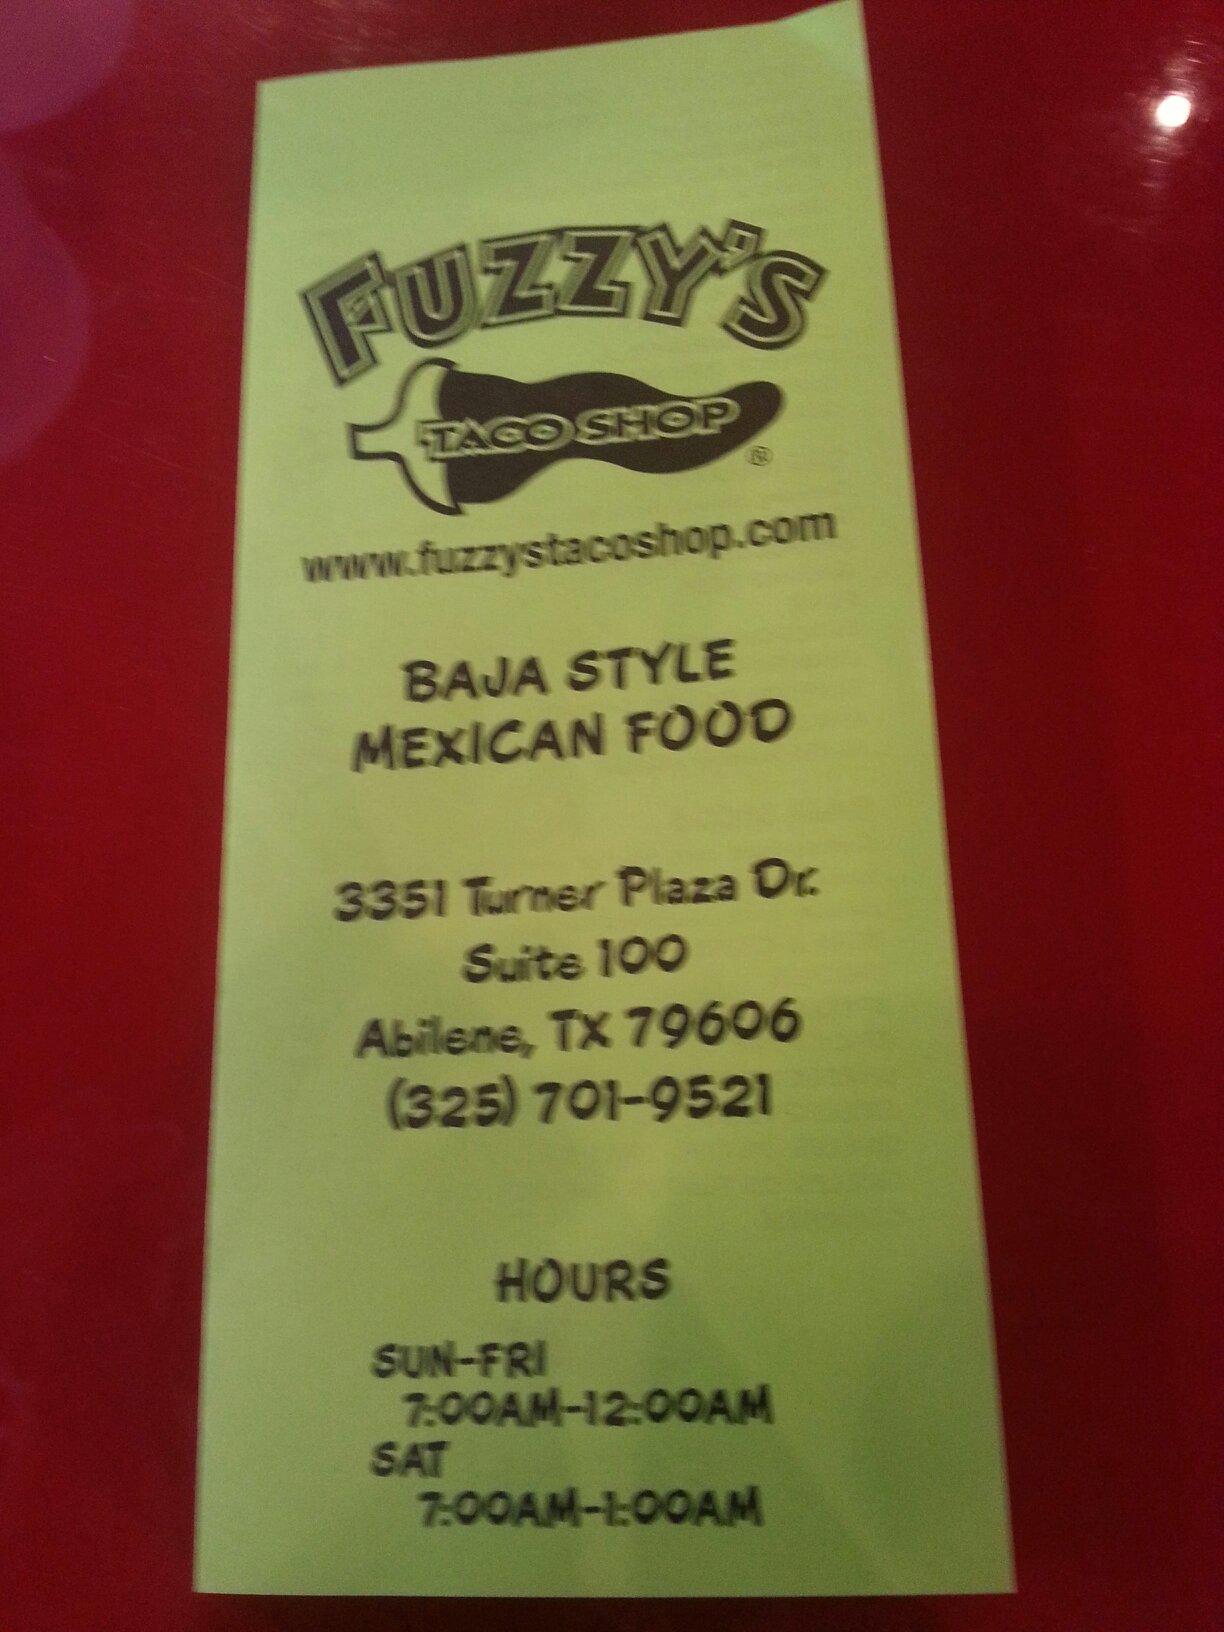 FUZZY'S
TACO SHOP
®
www.fuzzystacoshop.com
BAJA STYLE
MEXICAN FOOD
3351 Turner Plaza Dr.
Suite 100
Abilene, TX 79606
(325) 701-9521
HOURS
SUN-FRI
7:00AM-12:00AM
SAT
7:00AM-1:00AM